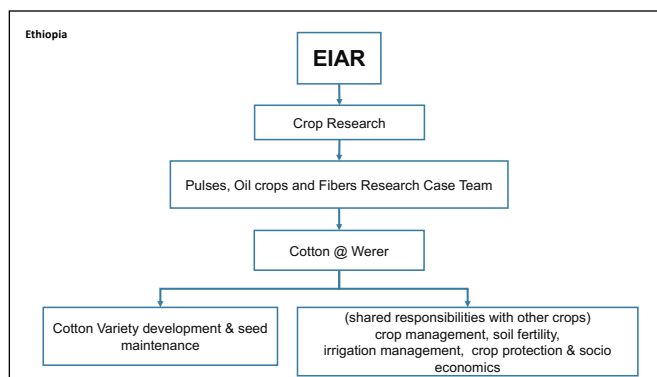 Ethiopia
EIAR
Crop Research
Pulses, Oil crops and Fibers Research Case Team
Cotton @ Werer
Cotton Variety development & seed
maintenance
(shared responsibilities with other crops)
crop management, soil fertility,
irrigation management, crop protection & socio
economics